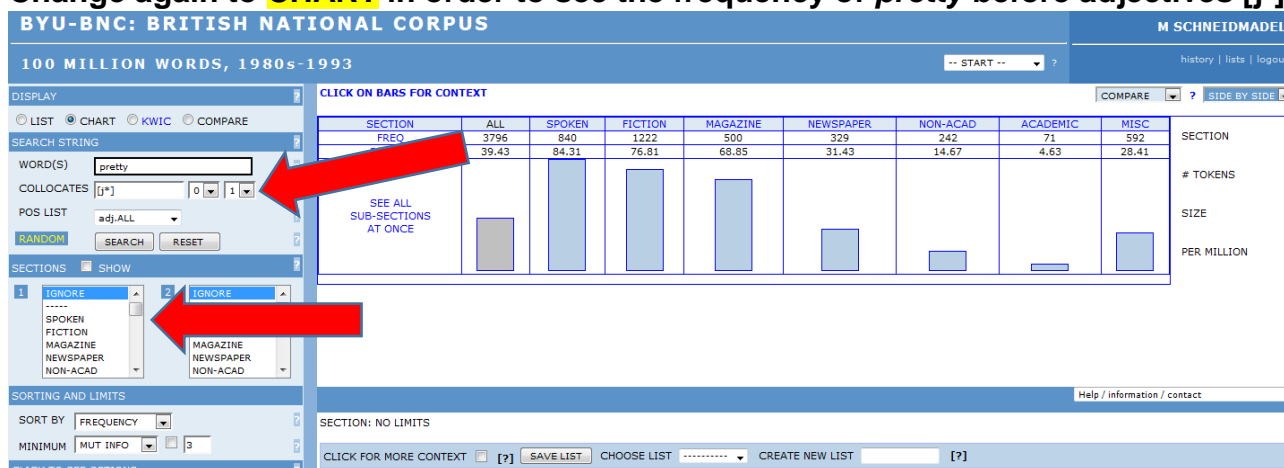 Change again to CHART in order to see the frequency of pretty before adjectives [j*]
BYU-BNC: BRITISH NATIONAL CORPUS
M SCHNEIDMADEL
100 MILLION WORDS, 1980s-1993
-- START --
?
history | lists | logou
DISPLAY
?
LIST CHART KWIC COMPARE
SEARCH STRING
?
WORD(S) pretty
COLLOCATES [j*] 0 1
POS LIST adj.ALL
RANDOM SEARCH RESET
?
SECTIONS SHOW
?
1 IGNORE
-----
SPOKEN
FICTION
MAGAZINE
NEWSPAPER
NON-ACAD
2 IGNORE
MAGAZINE
NEWSPAPER
NON-ACAD
SORTING AND LIMITS
SORT BY FREQUENCY
?
MINIMUM MUT INFO 3
?
CLICK ON BARS FOR CONTEXT
COMPARE ? SIDE BY SIDE
SECTION ALL SPOKEN FICTION MAGAZINE NEWSPAPER NON-ACAD ACADEMIC MISC
FREQ 3796 840 1222 500 329 242 71 592
39.43 84.31 76.81 68.85 31.43 14.67 4.63 28.41
SEE ALL
SUB-SECTIONS
AT ONCE
SECTION
# TOKENS
SIZE
PER MILLION
Help / information / contact
SECTION: NO LIMITS
CLICK FOR MORE CONTEXT [?] SAVE LIST CHOOSE LIST ---------- CREATE NEW LIST [?]